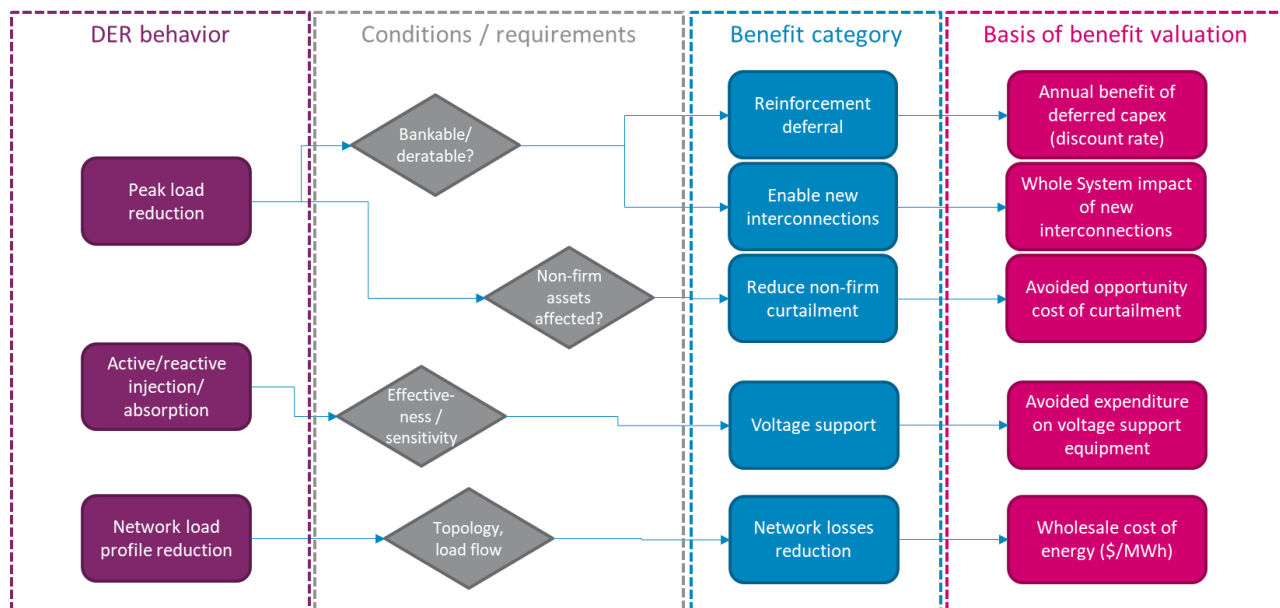 DER behavior
Conditions / requirements
Benefit category
Basis of benefit valuation
Peak load
reduction
Bankable/
deratable?
Reinforcement
deferral
Annual benefit of
deferred capex
(discount rate)
Enable new
interconnections
Whole System impact
of new
interconnections
Non-firm
assets
affected?
Reduce non-firm
curtailment
Avoided opportunity
cost of curtailment
Active/reactive
injection/
absorption
Effective-
ness /
sensitivity
Voltage support
Avoided expenditure
on voltage support
equipment
Network load
profile reduction
Topology,
load flow
Network losses
reduction
Wholesale cost of
energy ($/MWh)